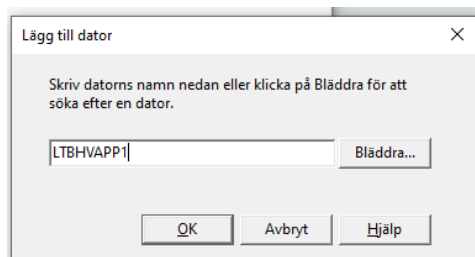 Lägg till dator
Skriv datorns namn nedan eller klicka på Bläddra för att
söka efter en dator.
LTBHVAPP1
Bläddra...
OK
Avbryt
Hjälp